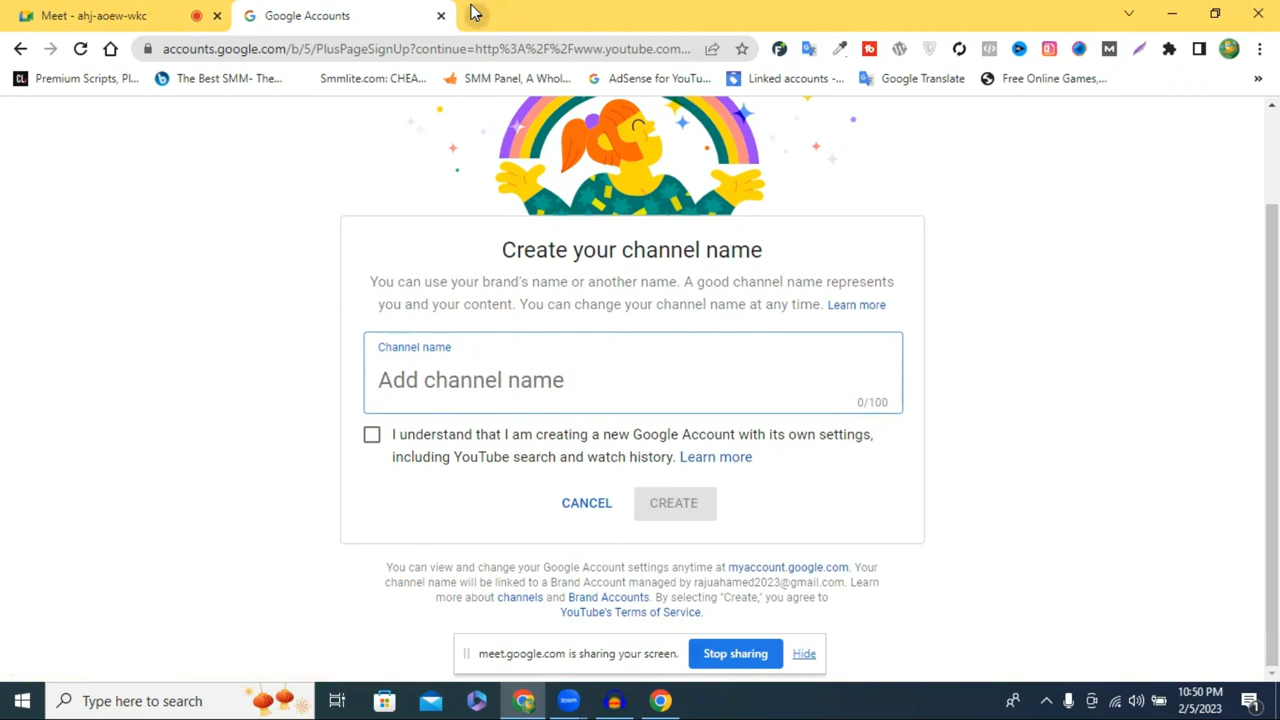 Meet - ahj-aoew-wkc
Google Accounts
accounts.google.com/b/5/PlusPageSignUp?continue=http%3A%2F%2Fwww.youtube.com...
Premium Scripts, Pl...
The Best SMM- The...
Smmlite.com: CHEA...
SMM Panel, A Whol...
AdSense for YouTu...
Linked accounts -...
Google Translate
Free Online Games,...
»
Create your channel name
You can use your brand's name or another name. A good channel name represents
you and your content. You can change your channel name at any time. Learn more
Channel name
Add channel name
0/100
I understand that I am creating a new Google Account with its own settings,
including YouTube search and watch history. Learn more
CANCEL
CREATE
You can view and change your Google Account settings anytime at myaccount.google.com. Your
channel name will be linked to a Brand Account managed by rajuahamed2023@gmail.com. Learn
more about channels and Brand Accounts. By selecting "Create," you agree to
YouTube's Terms of Service.
meet.google.com is sharing your screen.
Stop sharing
Hide
Type here to search
zoom
10:50 PM
2/5/2023
1